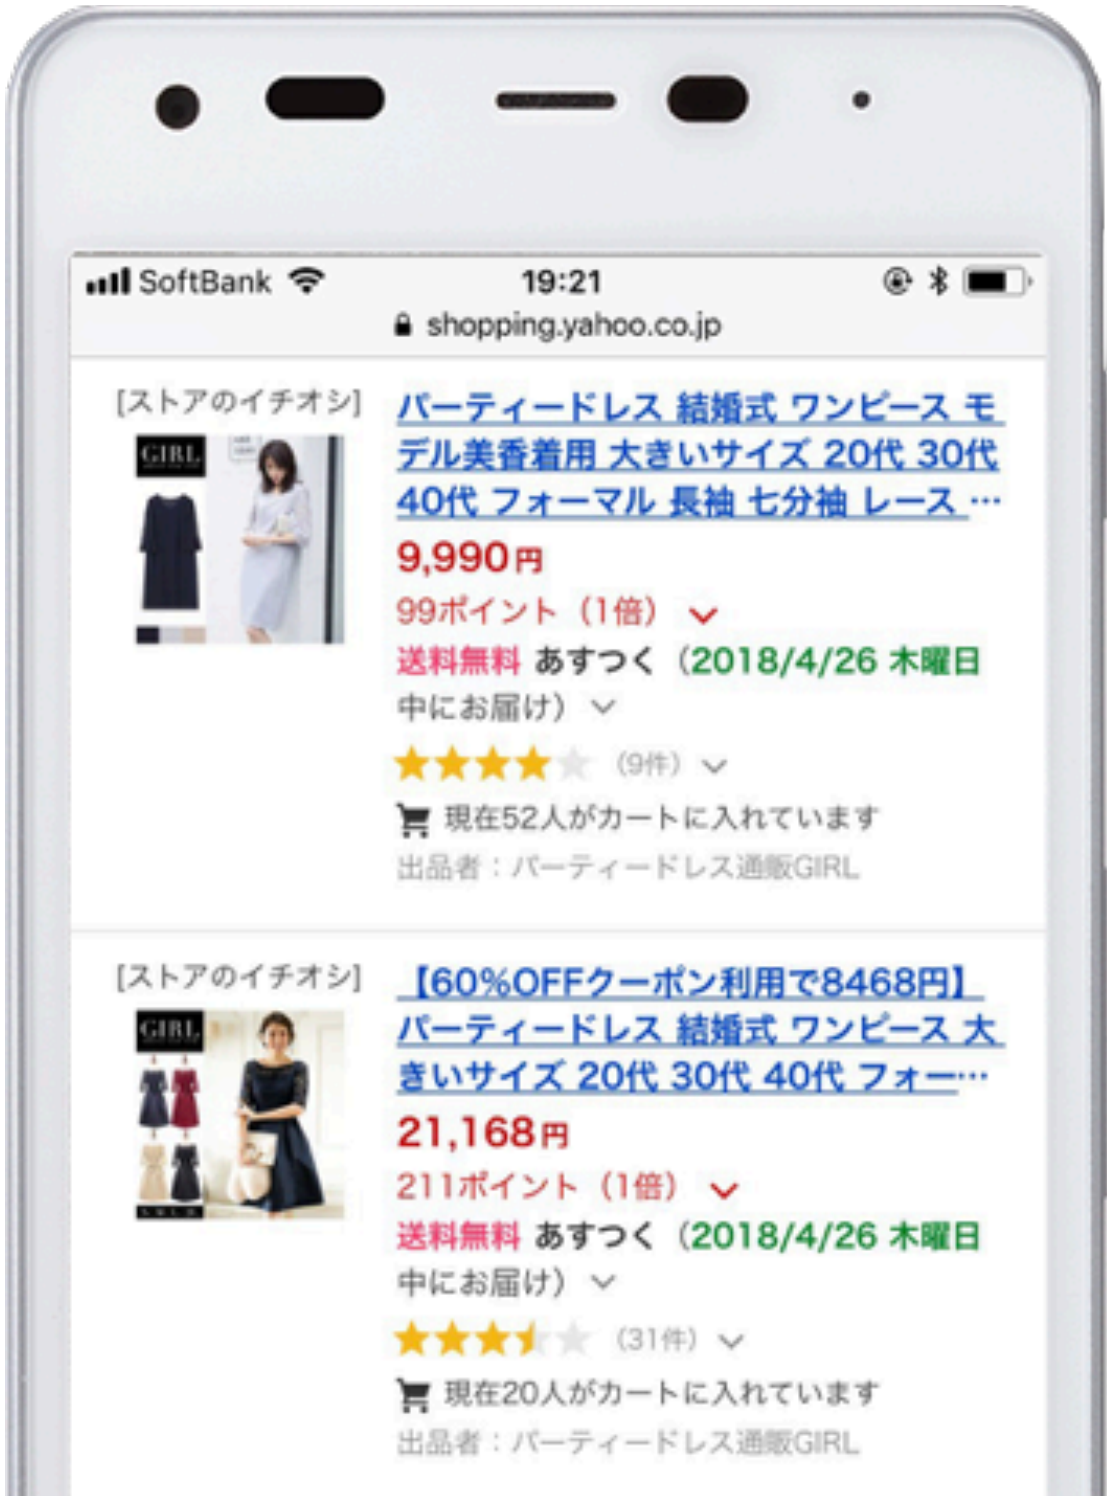 SoftBank 19:21
shopping.yahoo.co.jp
[ストアのイチオシ]
GIRL
パーティードレス 結婚式 ワンピース モ
デル美香着用 大きいサイズ 20代 30代
40代 フォーマル 長袖 七分袖 レース …
9,990円
99ポイント（1倍）
送料無料 あすつく（2018/4/26 木曜日
中にお届け）
（9件）
現在52人がカートに入れています
出品者：パーティードレス通販GIRL
[ストアのイチオシ]
GIRL
【60%OFFクーポン利用で8468円】
パーティードレス 結婚式 ワンピース 大
きいサイズ 20代 30代 40代 フォー…
21,168円
211ポイント（1倍）
送料無料 あすつく（2018/4/26 木曜日
中にお届け）
（31件）
現在20人がカートに入れています
出品者：パーティードレス通販GIRL